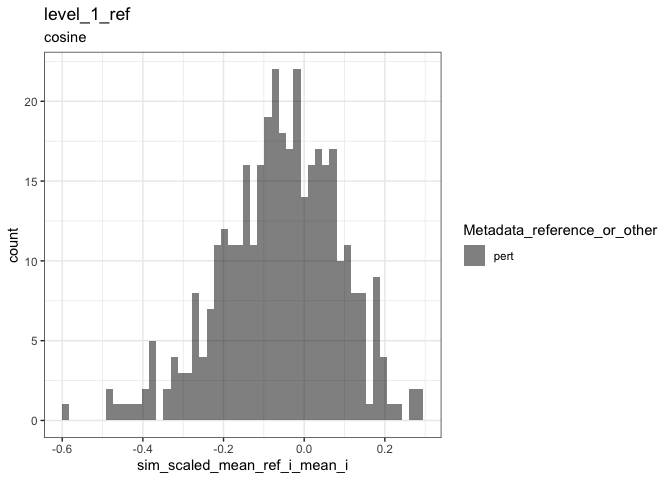 level_1_ref
cosine
20
15
10
5
0
count
-0.6
-0.4
-0.2
0.0
0.2
sim_scaled_mean_ref_i_mean_i
Metadata_reference_or_other
pert